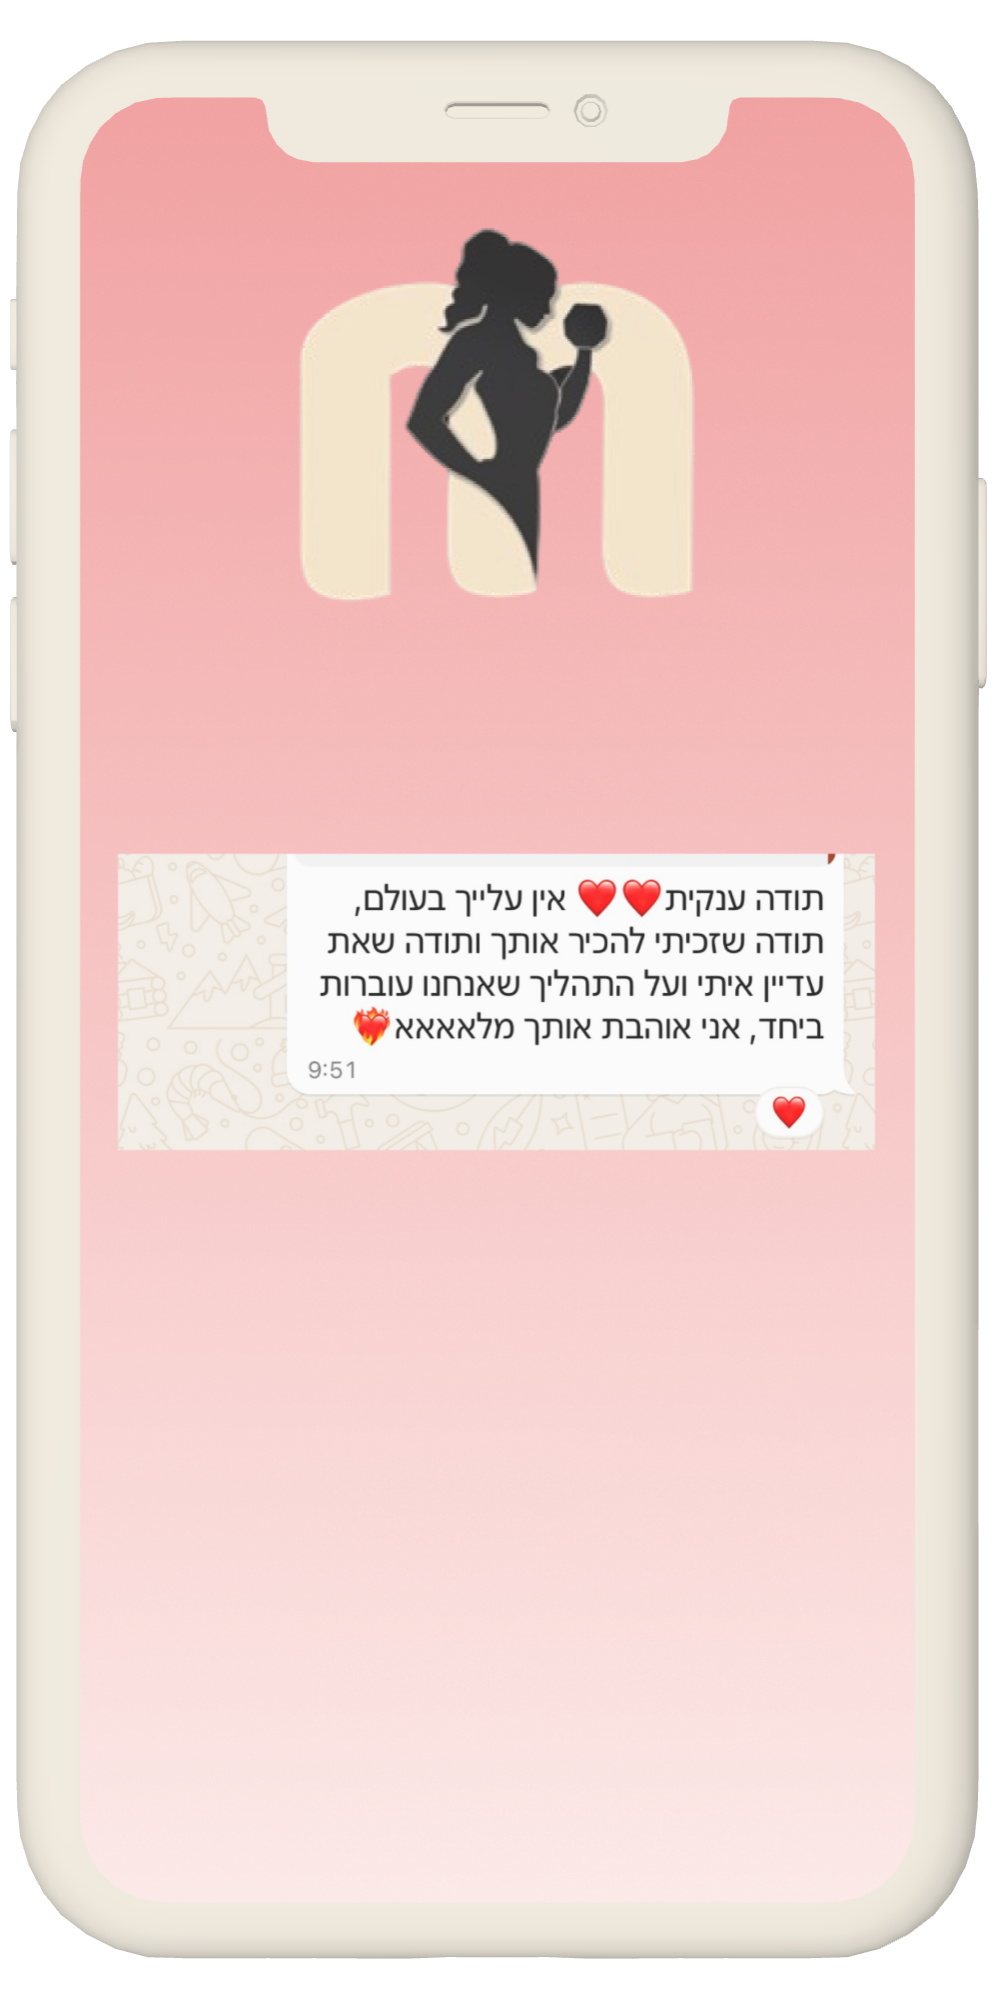 m
תודה ענקית❤️❤️ אין עלייך בעולם,
תודה שזכיתי להכיר אותך ותודה שאת
עדיין איתי ועל התהליך שאנחנו עוברות
ביחד, אני אוהבת אותך מלאאאא❤️‍🔥
9:51